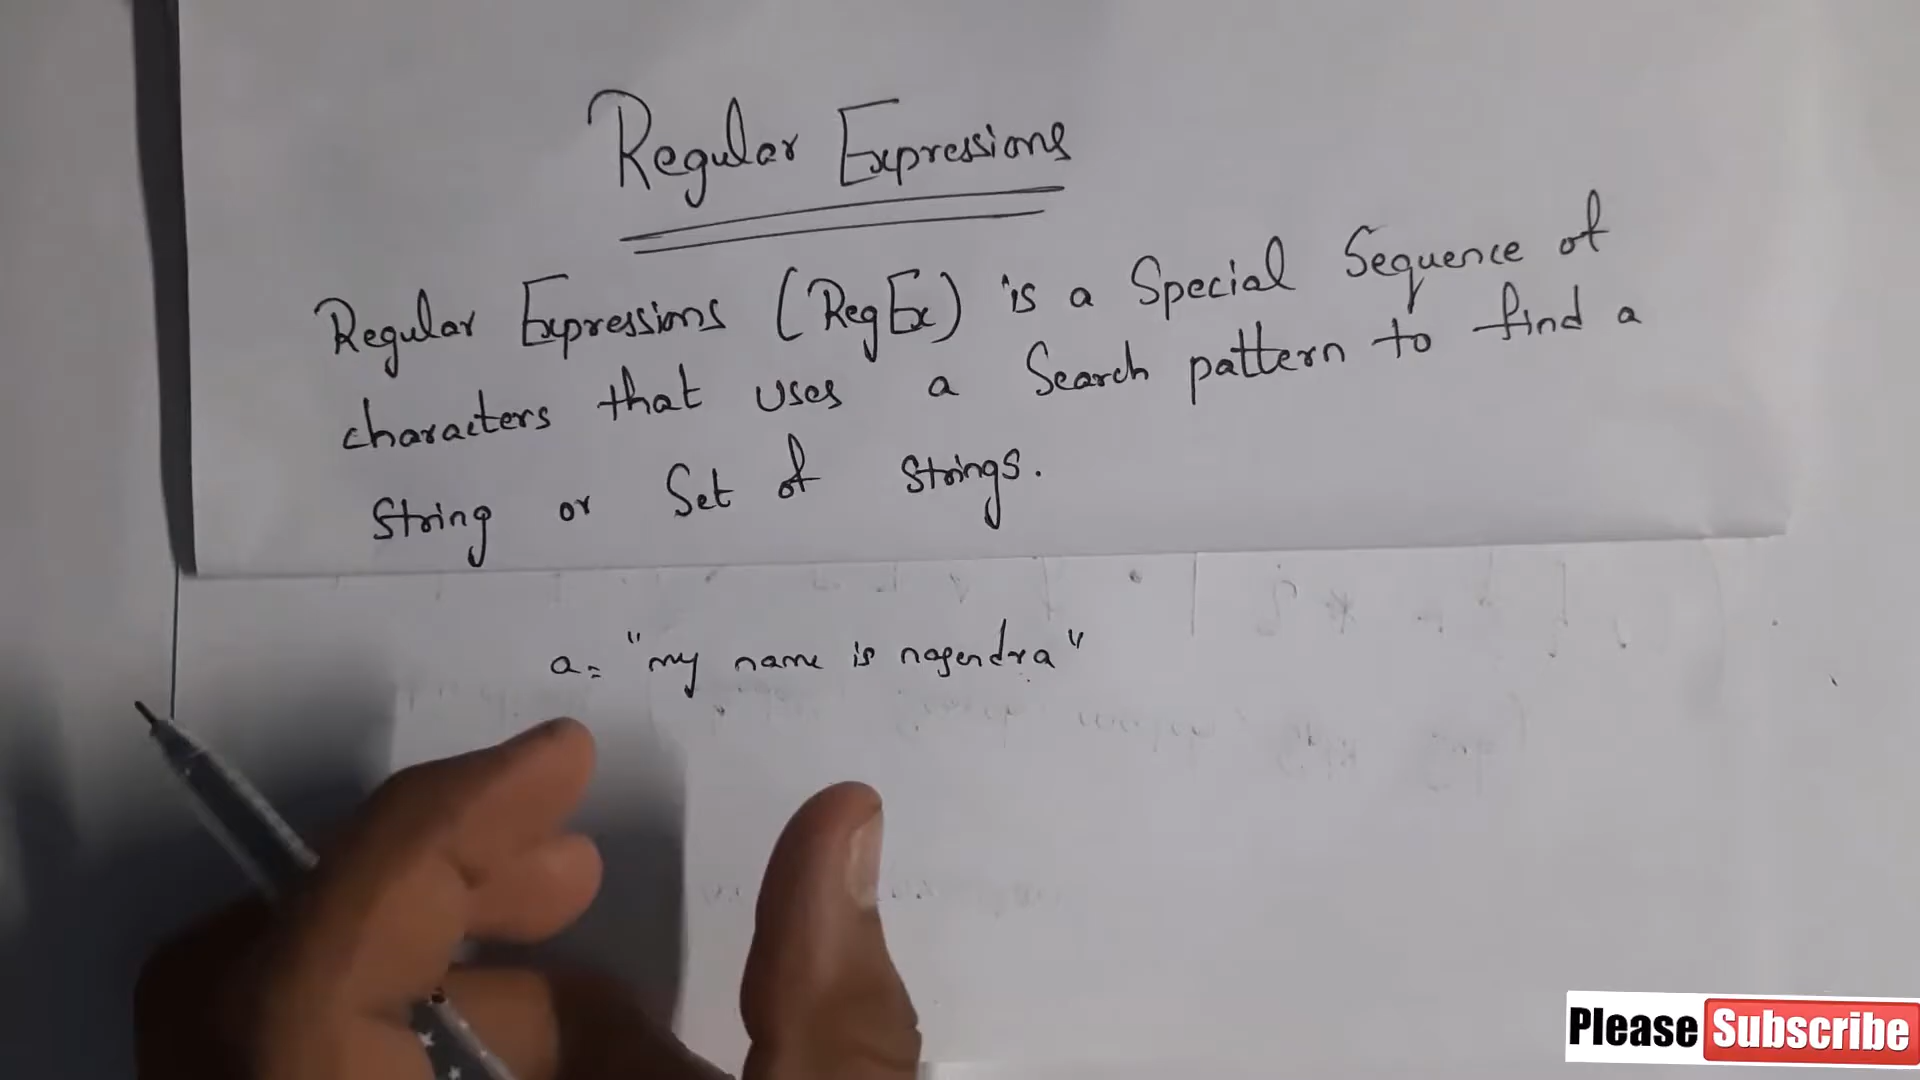 Regular Expressions
Regular Expressions (RegEx) is a Special Sequence of
characters that uses a Search pattern to find a
String or Set of Strings.
a= "my name is nagendra"
Please Subscribe